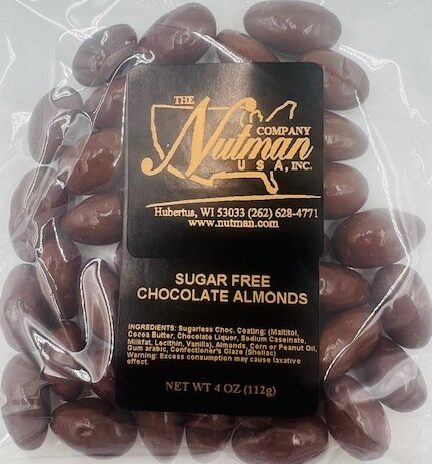 THE
Nutman
COMPANY
USA, INC.
Hubertus, WI 53033 (262) 628-4771
www.nutman.com
SUGAR FREE
CHOCOLATE ALMONDS
INGREDIENTS: Sugarless Choc. Coating: (Maltitol,
Cocoa Butter, Chocolate Liquor, Sodium Caseinate,
Milkfat, Lecithin, Vanilla), Almonds, Corn or Peanut Oil,
Gum arabic, Confectioner's Glaze (Shellac)
Warning: Excess consumption may cause laxative
effect.
NET WT 4 OZ (112g)